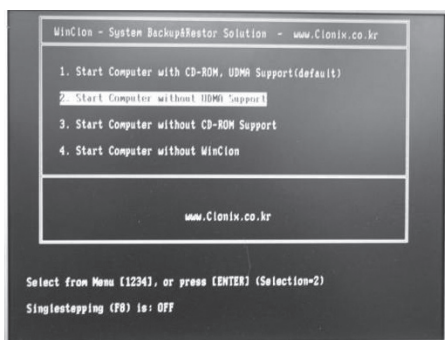 WinClon - System Backup&Restor Solution - www.Clonix.co.kr
1. Start Computer with CD-ROM, UDMA Support(default)
2. Start Computer without UDMA Support
3. Start Computer without CD-ROM Support
4. Start Computer without WinClon
www.Clonix.co.kr
Select from Menu [1234], or press [ENTER] (Selection=2)
Singlestepping (F8) is: OFF